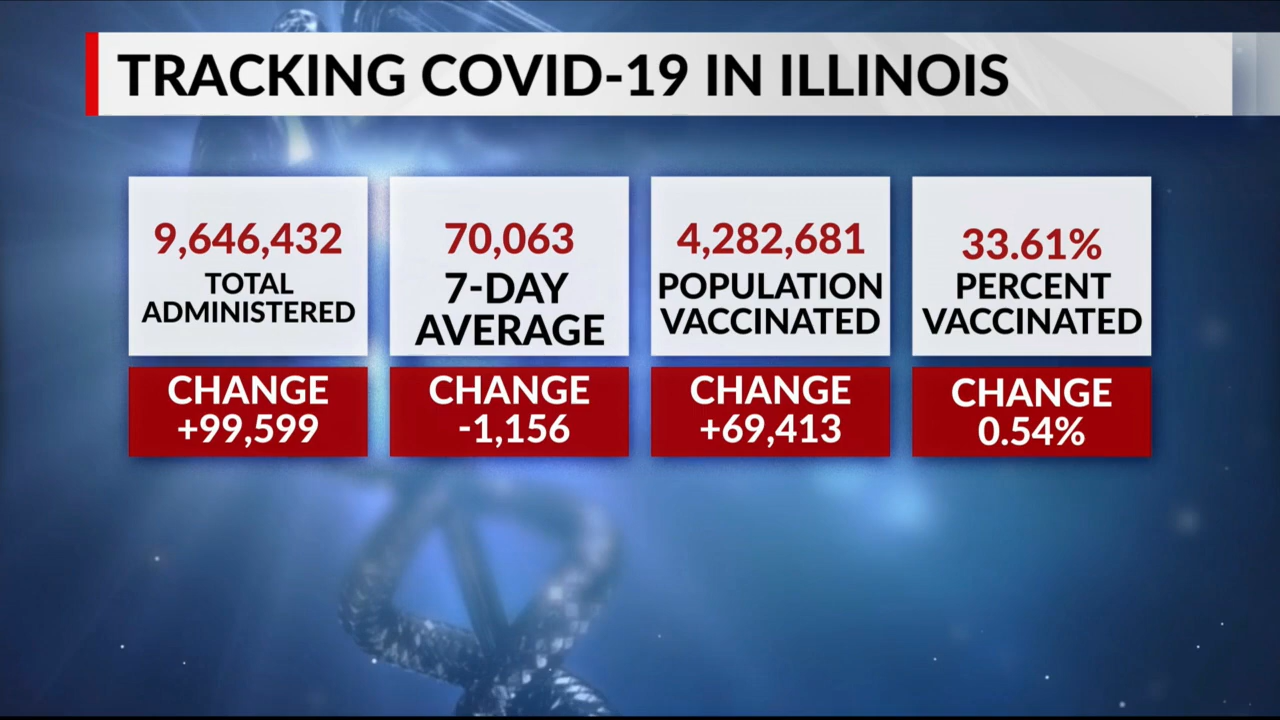 TRACKING COVID-19 IN ILLINOIS
9,646,432
TOTAL
ADMINISTERED
CHANGE
+99,599
70,063
7-DAY
AVERAGE
CHANGE
-1,156
4,282,681
POPULATION
VACCINATED
CHANGE
+69,413
33.61%
PERCENT
VACCINATED
CHANGE
0.54%